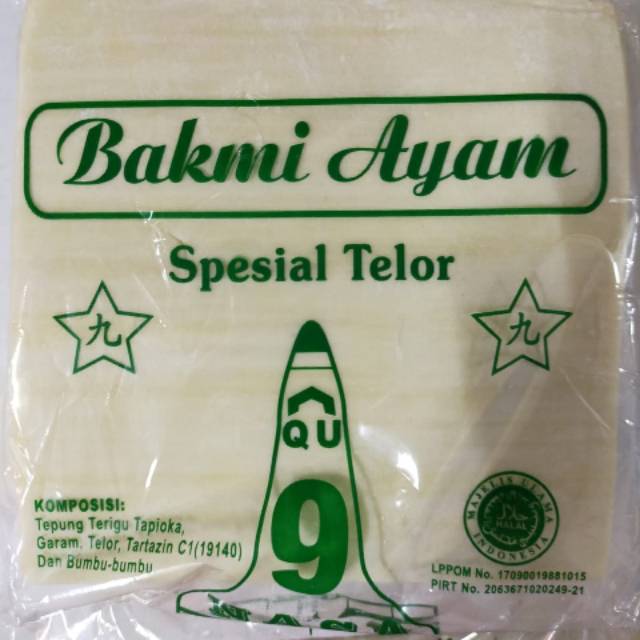 Bakmi Ayam
Spesial Telor
九
九
QU
9
KOMPOSISI:
Tepung Terigu Tapioka,
Garam, Telor, Tartazin C1(19140)
Dan Bumbu-bumbu
MAJELIS ULAMA
HALAL
INDONESIA
LPPOM No. 17090019881015
PIRT No. 2063671020249-21